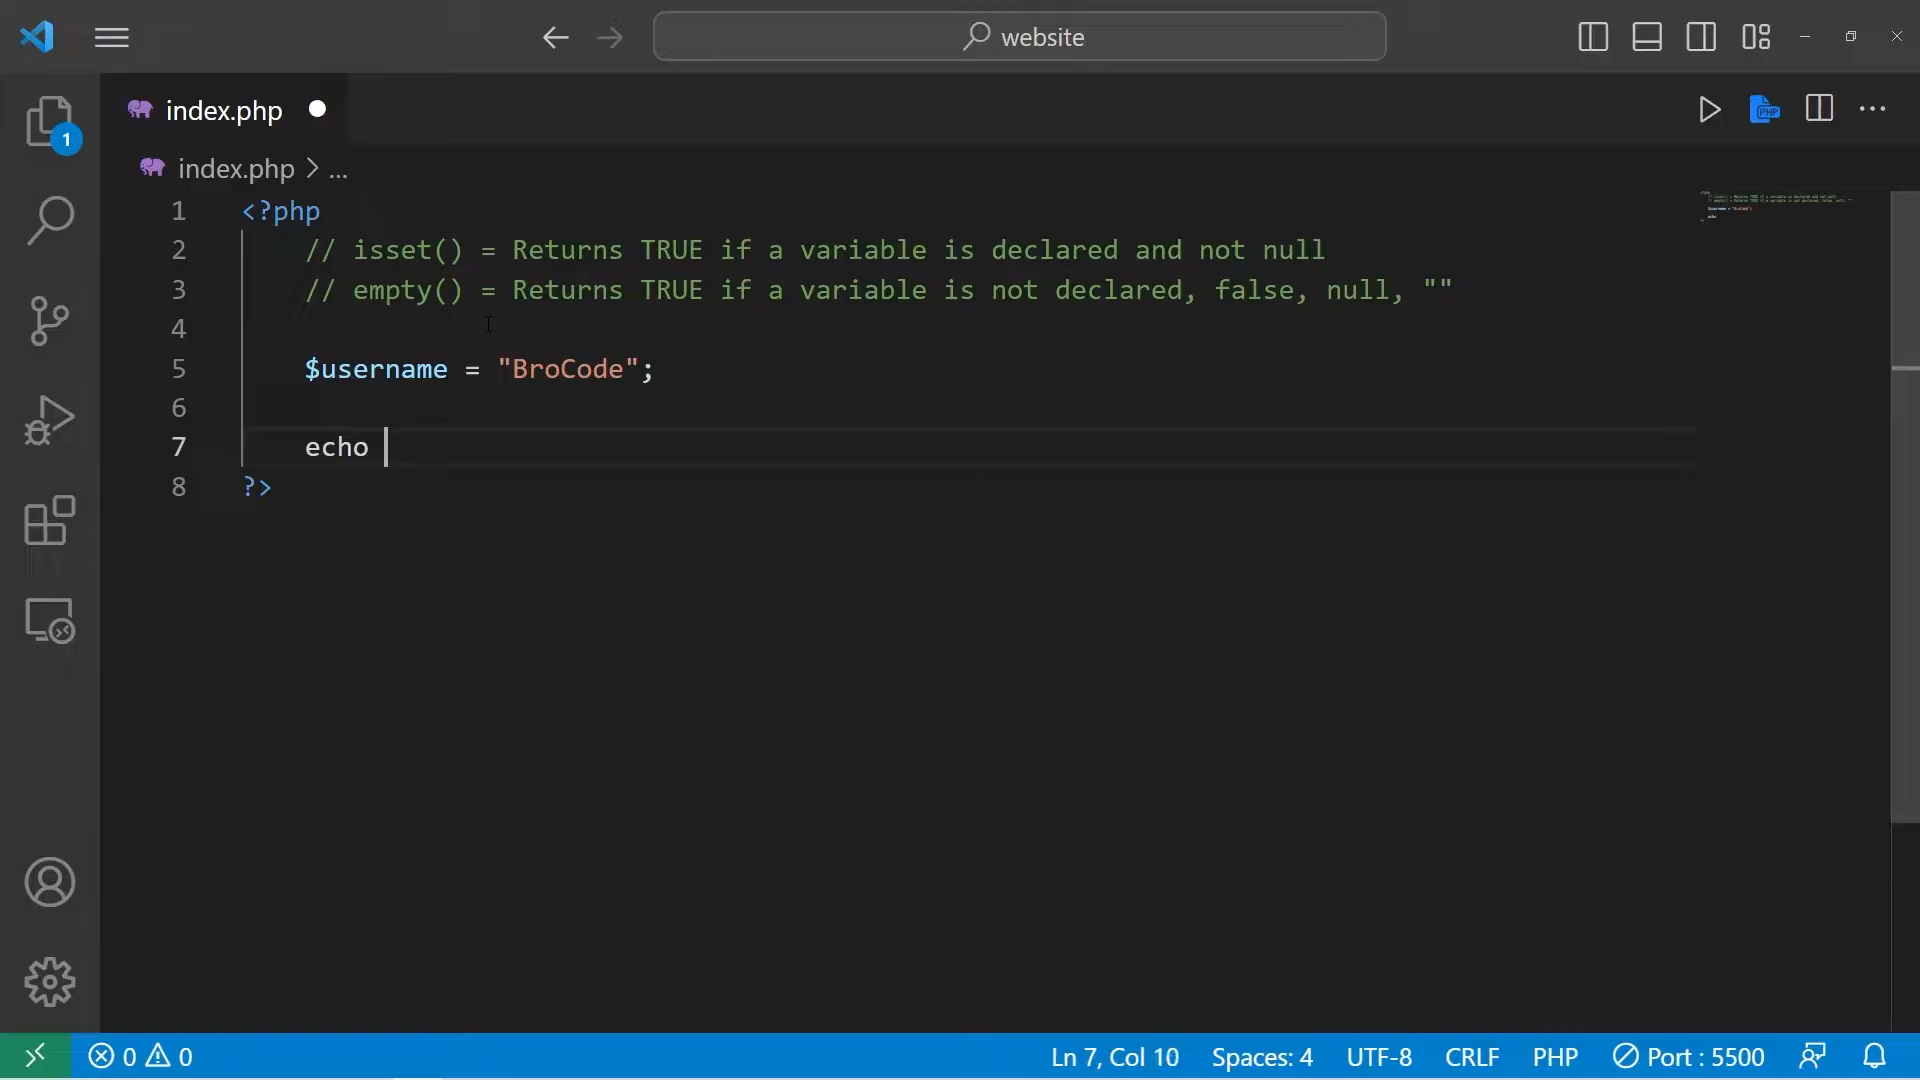 website
index.php
index.php > ...
1 <?php
2 // isset() = Returns TRUE if a variable is declared and not null
3 // empty() = Returns TRUE if a variable is not declared, false, null, ""
4
5 $username = "BroCode";
6
7 echo
8 ?>
1
PHP
0 0 Ln 7, Col 10 Spaces: 4 UTF-8 CRLF PHP Port : 5500